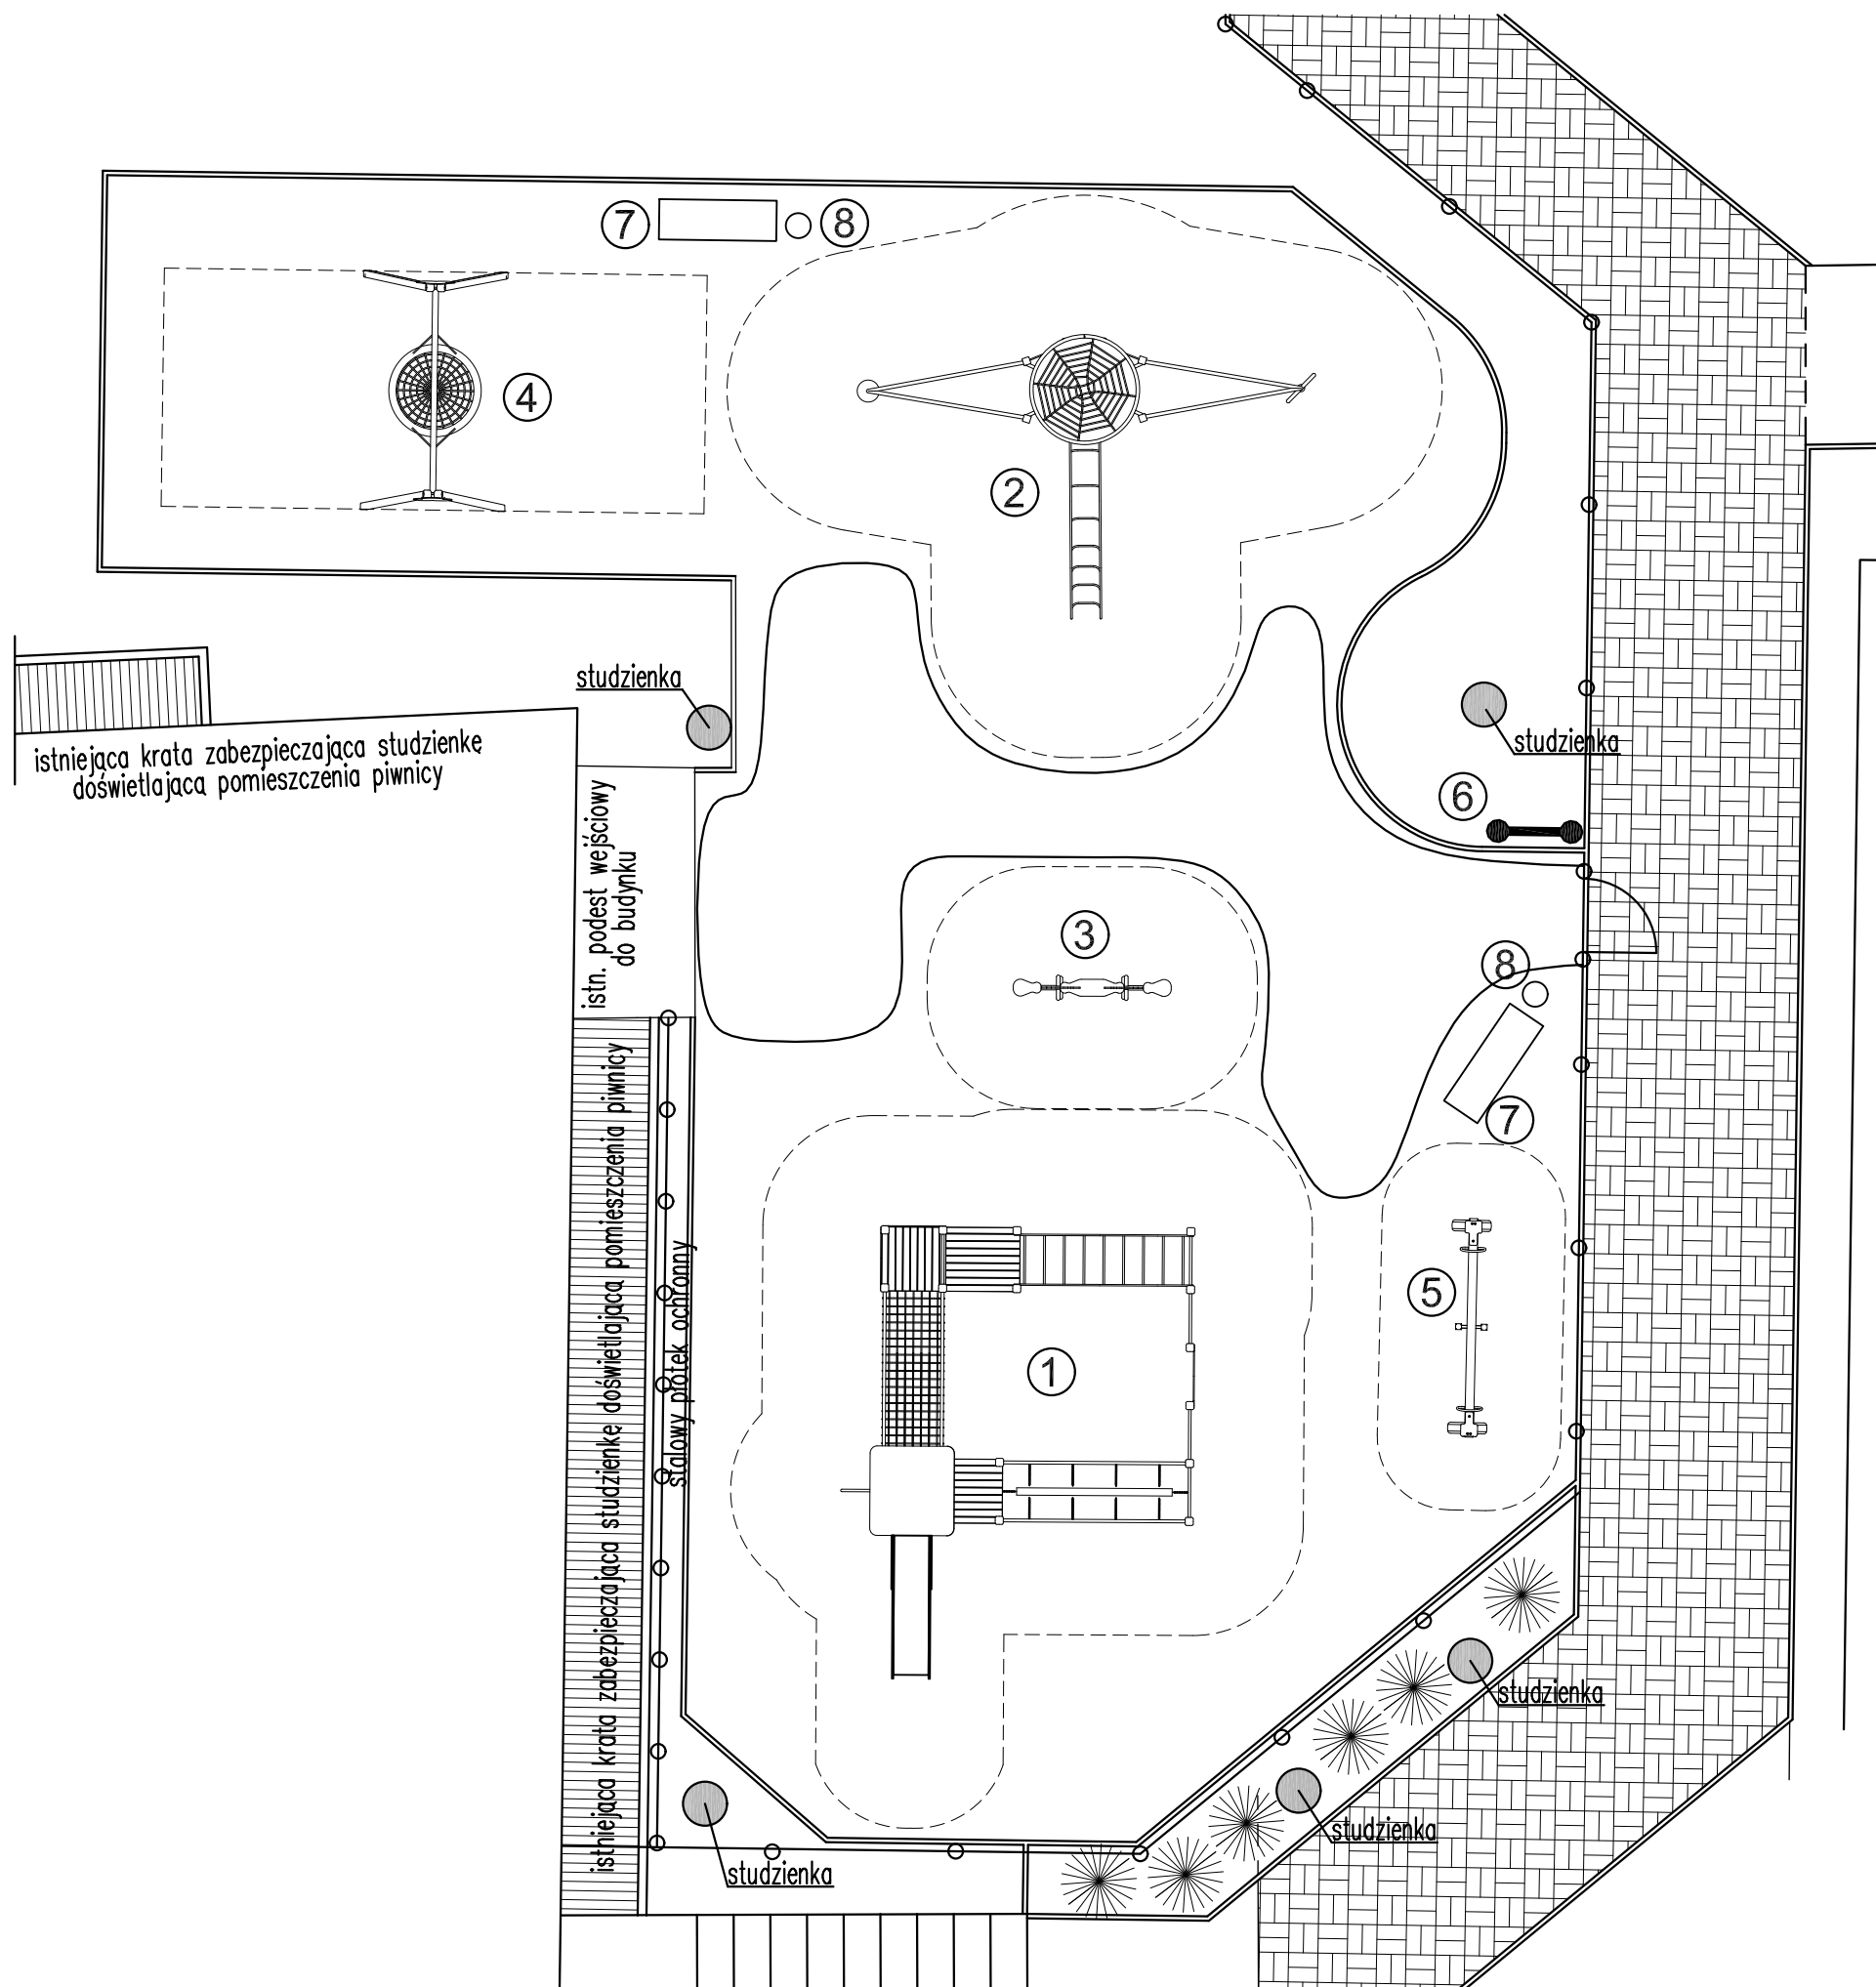 7
8
4
2
studzienka
studzienka
istniejąca krata zabezpieczająca studzienkę
doświetlająca pomieszczenia piwnicy
6
istn. podest wejściowy
do budynku
3
8
7
istniejąca krata zabezpieczająca studzienkę doświetlająca pomieszczenia piwnicy
stalowy płotek ochronny
5
1
studzienka
studzienka
studzienka